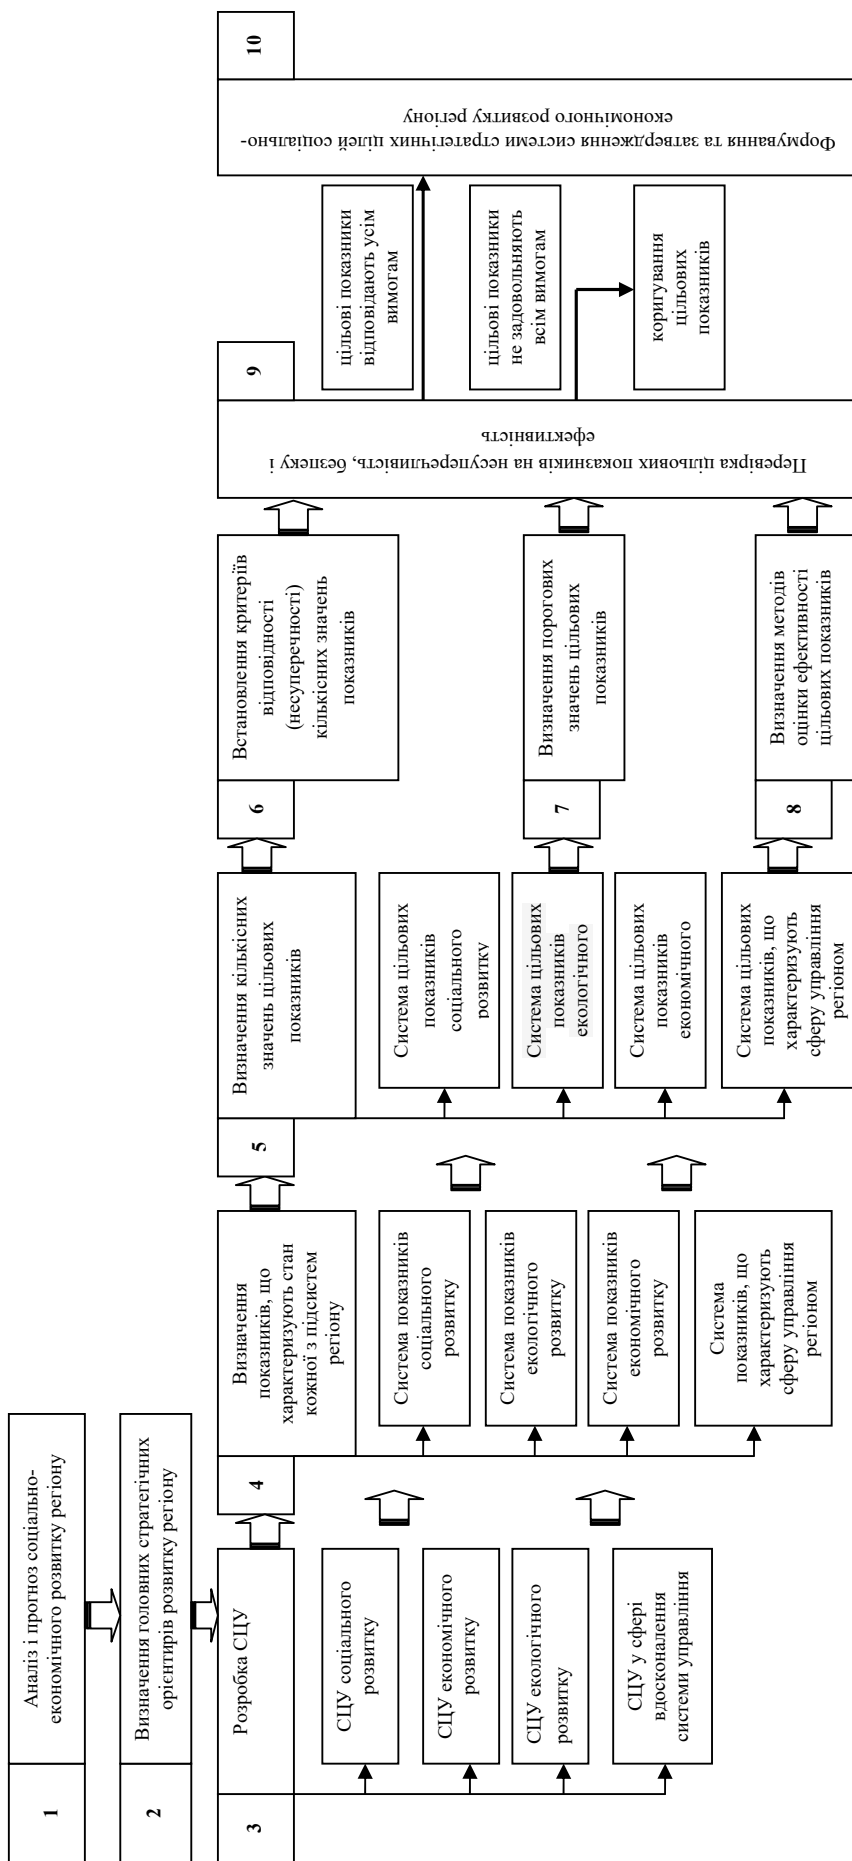 1
Аналіз і прогноз соціально-
економічного розвитку регіону
2
Визначення головних стратегічних
орієнтирів розвитку регіону
3
Розробка СЦУ
СЦУ соціального
розвитку
СЦУ економічного
розвитку
СЦУ екологічного
розвитку
СЦУ у сфері
вдосконалення
системи управління
4
Визначення
показників, що
характеризують стан
кожної з підсистем
регіону
Система показників
соціального
розвитку
Система показників
екологічного
розвитку
Система показників
економічного
розвитку
Система
показників, що
характеризують
сферу управління
регіоном
5
Визначення кількісних
значень цільових
показників
Система цільових
показників
соціального
розвитку
Система цільових
показників
екологічного
Система цільових
показників
економічного
Система цільових
показників, що
характеризують
сферу управління
регіоном
6
Встановлення критеріїв
відповідності
(несуперечності)
кількісних значень
показників
7
Визначення порогових
значень цільових
показників
8
Визначення методів
оцінки ефективності
цільових показників
9
Перевірка цільових показників на несуперечливість, безпеку і
ефективність
цільові показники
відповідають усім
вимогам
цільові показники
не задовольняють
всім вимогам
коригування
цільових
показників
10
Формування та затвердження системи стратегічних цілей соціально-
економічного розвитку регіону